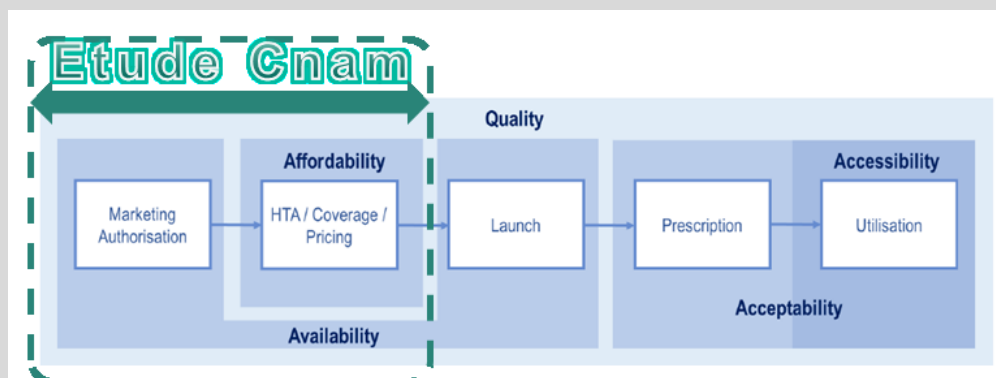 Etude Cnam
Quality
Affordability
Accessibility
Marketing
Authorisation
HTA / Coverage /
Pricing
Launch
Prescription
Utilisation
Acceptability
Availability